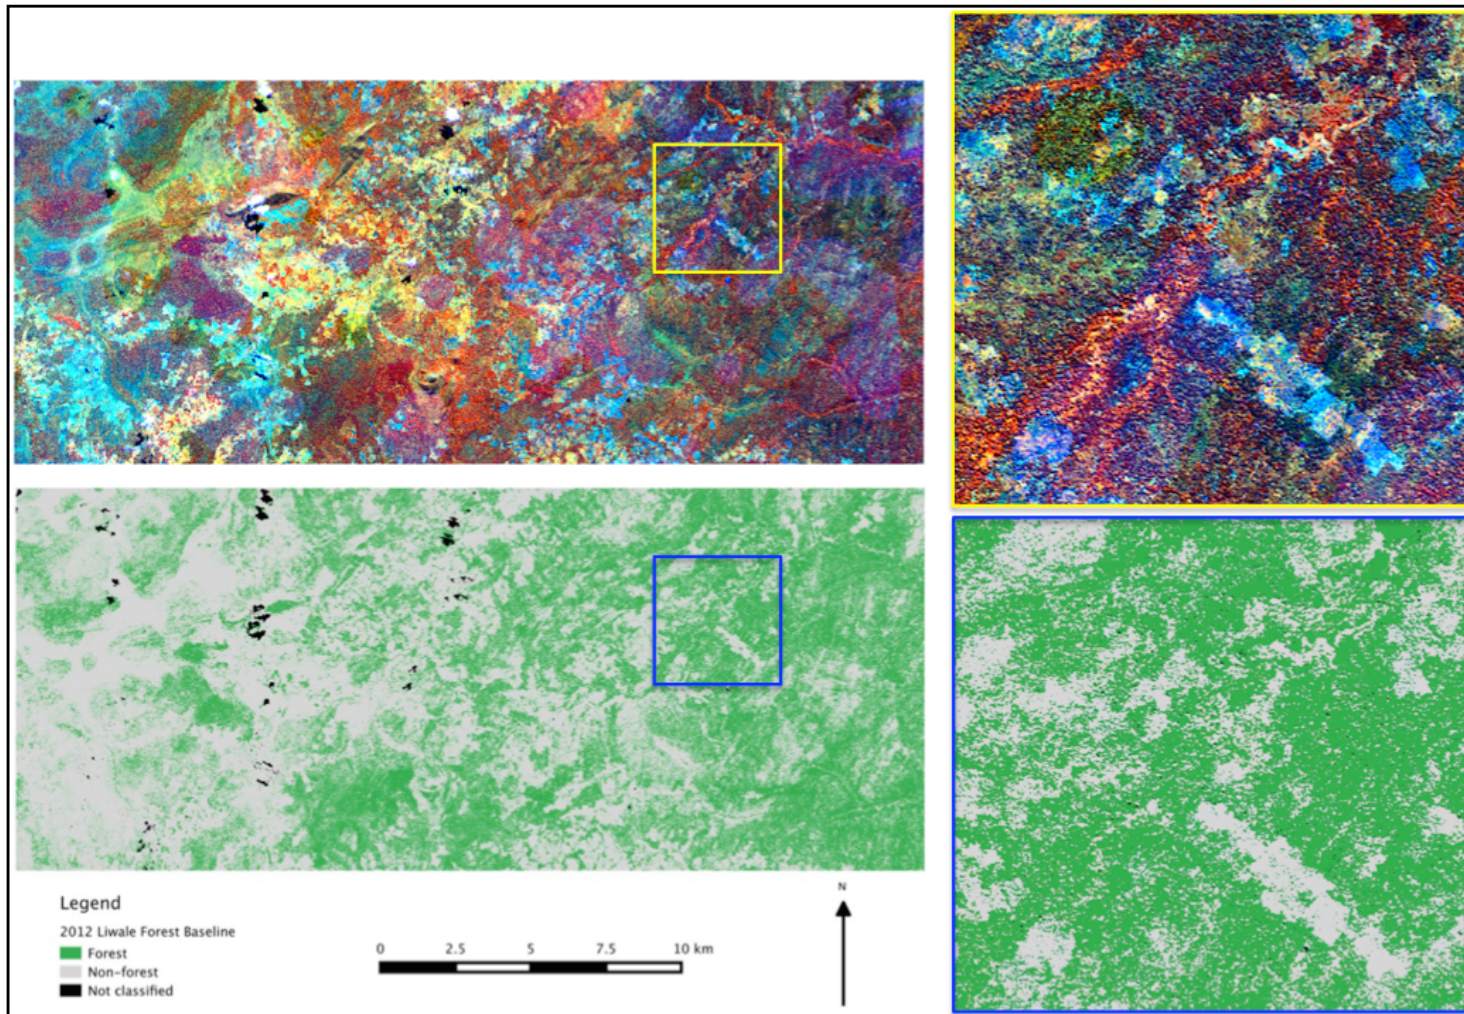 Legend
2012 Liwale Forest Baseline
Forest
Non-forest
Not classified
0 2.5 5 7.5 10 km
N